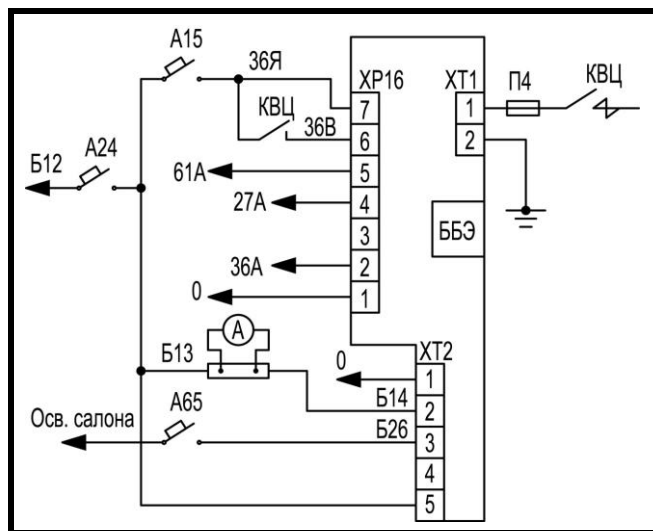 А15
36Я
ХР16
ХТ1
П4
КВЦ
7
1
КВЦ
36В
6
2
Б12
А24
61А
5
27А
4
3
ББЭ
36А
2
0
1
А
Б13
0
ХТ2
1
Б14
2
Осв. салона
А65
Б26
3
4
5